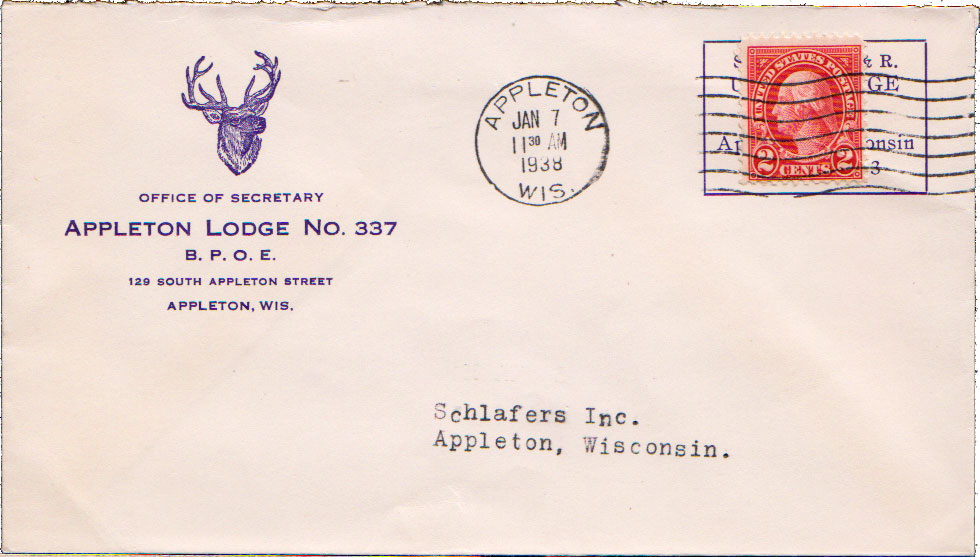 OFFICE OF SECRETARY
APPLETON LODGE NO. 337
B. P. O. E.
129 SOUTH APPLETON STREET
APPLETON, WIS.
APPLETON
JAN 7
11 30 AM
1938
WIS.
& R.
UNITED STATES POSTAGE
2 CENTS 2
3
Schlafers Inc.
Appleton, Wisconsin.